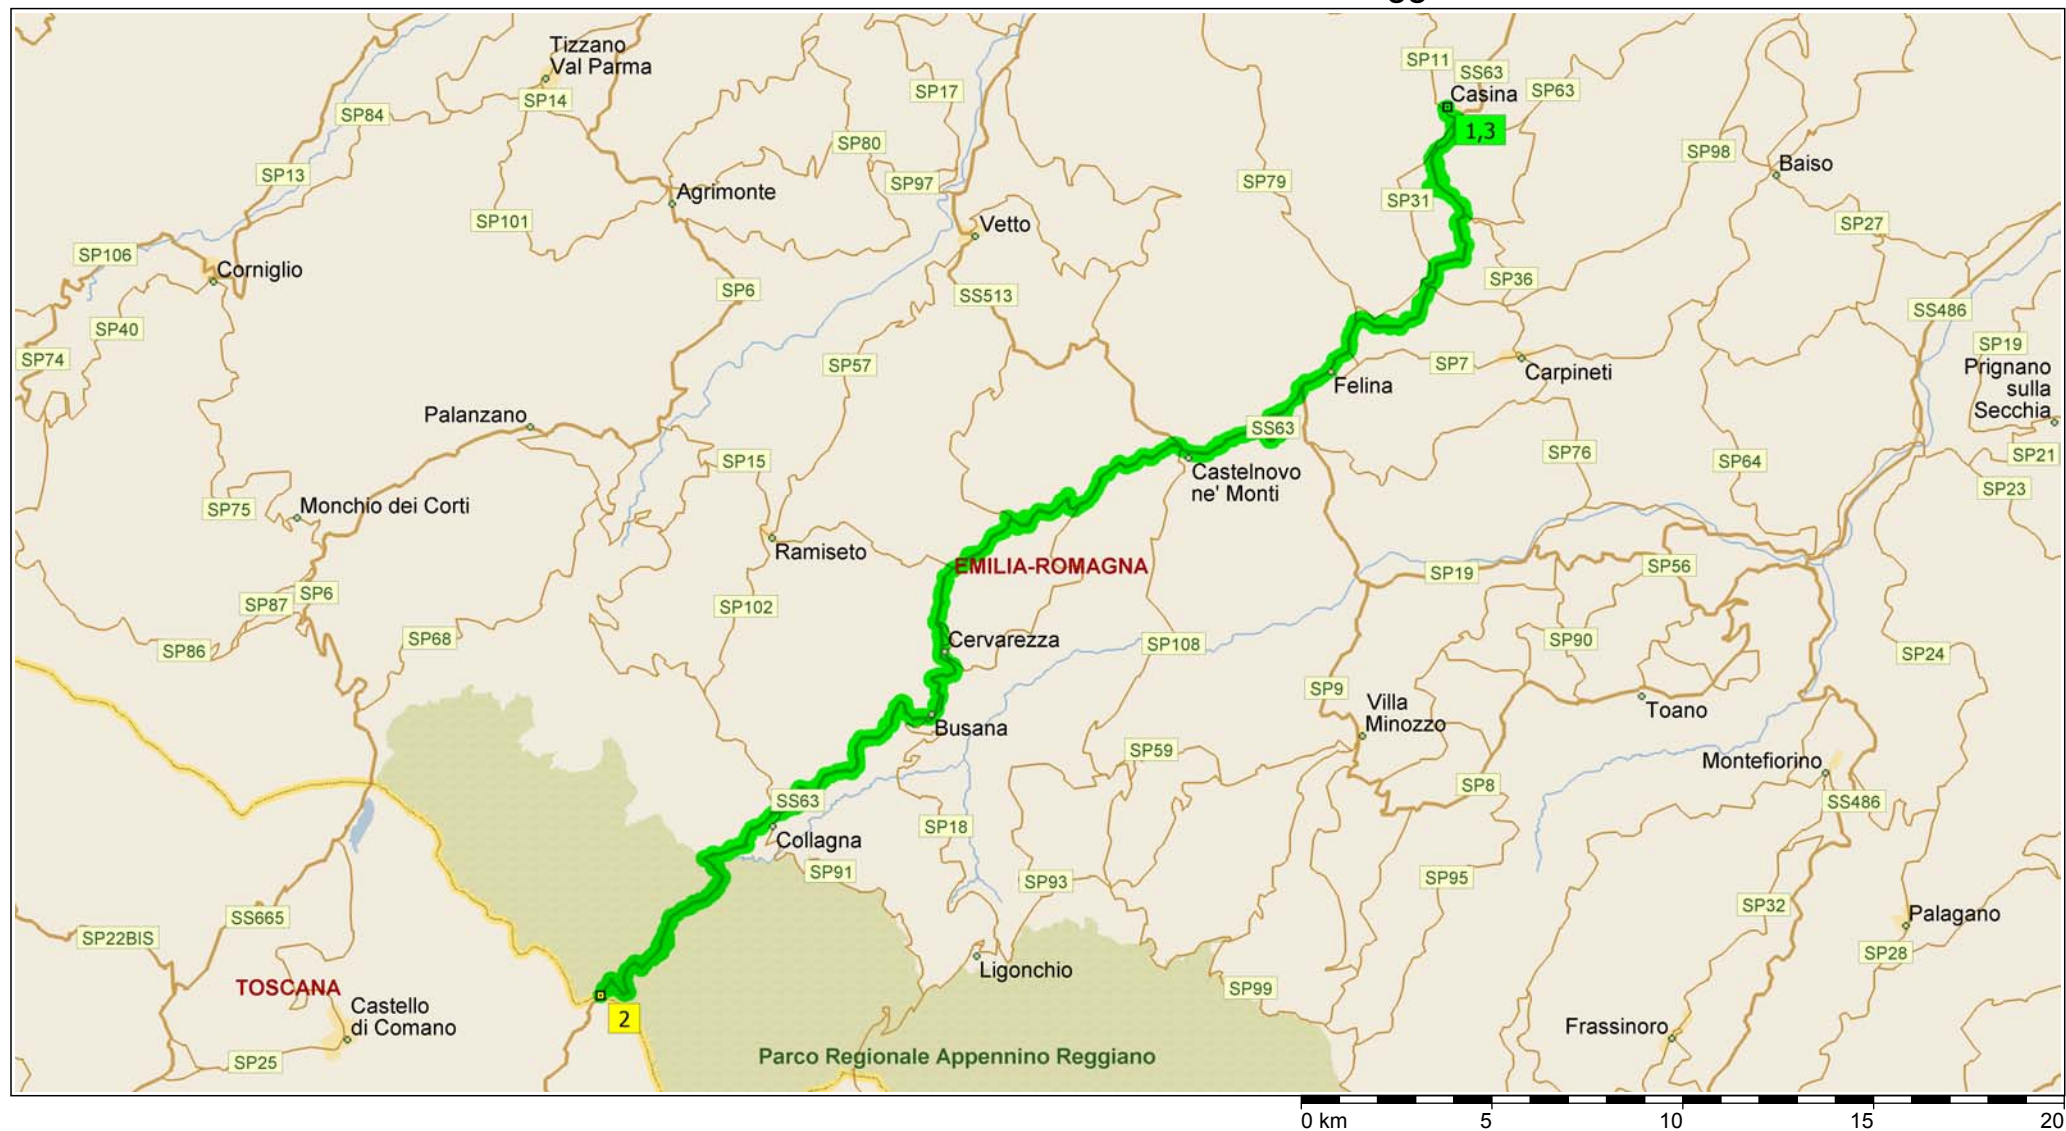 Tizzano
Val Parma
SP11
SS63
SP63
Casina
SP17
SP14
SP84
1,3
SP80
SP98
Baiso
SP13
SP97
SP79
Agrimonte
SP31
SP101
Vetto
SP27
SP106
Corniglio
SP36
SP6
SS513
SS486
SP40
SP74
SP57
SP7
SP19
Carpineti
Felina
Prignano
sulla
Secchia
Palanzano
SS63
SP15
SP76
SP64
SP21
Castelnovo
ne' Monti
SP23
SP75
Monchio dei Corti
Ramiseto
EMILIA-ROMAGNA
SP19
SP56
SP6
SP87
SP102
SP68
Cervarezza
SP108
SP90
SP86
SP24
SP9
Villa
Minozzo
Toano
Busana
SP59
Montefiorino
SP8
SS63
SS486
SP18
Collagna
SP91
SP93
SP95
SP32
SS665
Palagano
SP22BIS
SP28
Ligonchio
TOSCANA
SP99
Castello
di Comano
2
Frassinoro
SP25
Parco Regionale Appennino Reggiano
0 km 5 10 15 20